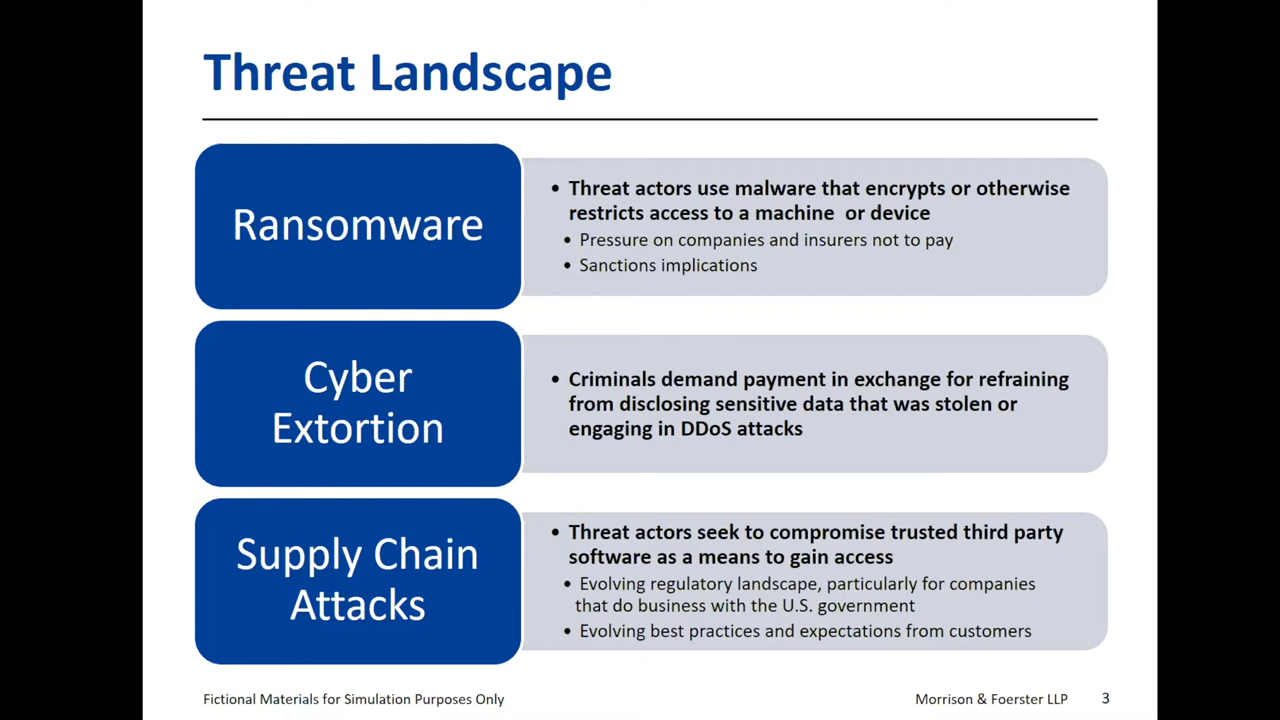 Threat Landscape
Ransomware
• Threat actors use malware that encrypts or otherwise
restricts access to a machine  or device
• Pressure on companies and insurers not to pay
• Sanctions implications
Cyber
Extortion
• Criminals demand payment in exchange for refraining
from disclosing sensitive data that was stolen or
engaging in DDoS attacks
Supply Chain
Attacks
• Threat actors seek to compromise trusted third party
software as a means to gain access
• Evolving regulatory landscape, particularly for companies
that do business with the U.S. government
• Evolving best practices and expectations from customers
Fictional Materials for Simulation Purposes Only
Morrison & Foerster LLP 3